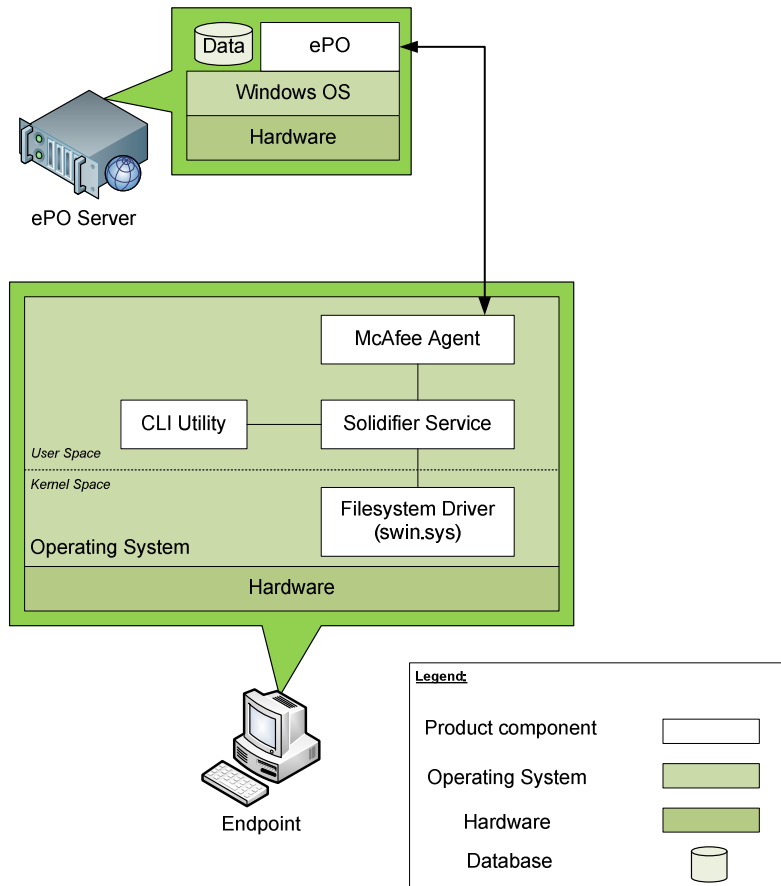 Data
ePO
Windows OS
Hardware
ePO Server
McAfee Agent
CLI Utility
Solidifier Service
User Space
Kernel Space
Filesystem Driver
(swin.sys)
Operating System
Hardware
Endpoint
Legend:
Product component
Operating System
Hardware
Database